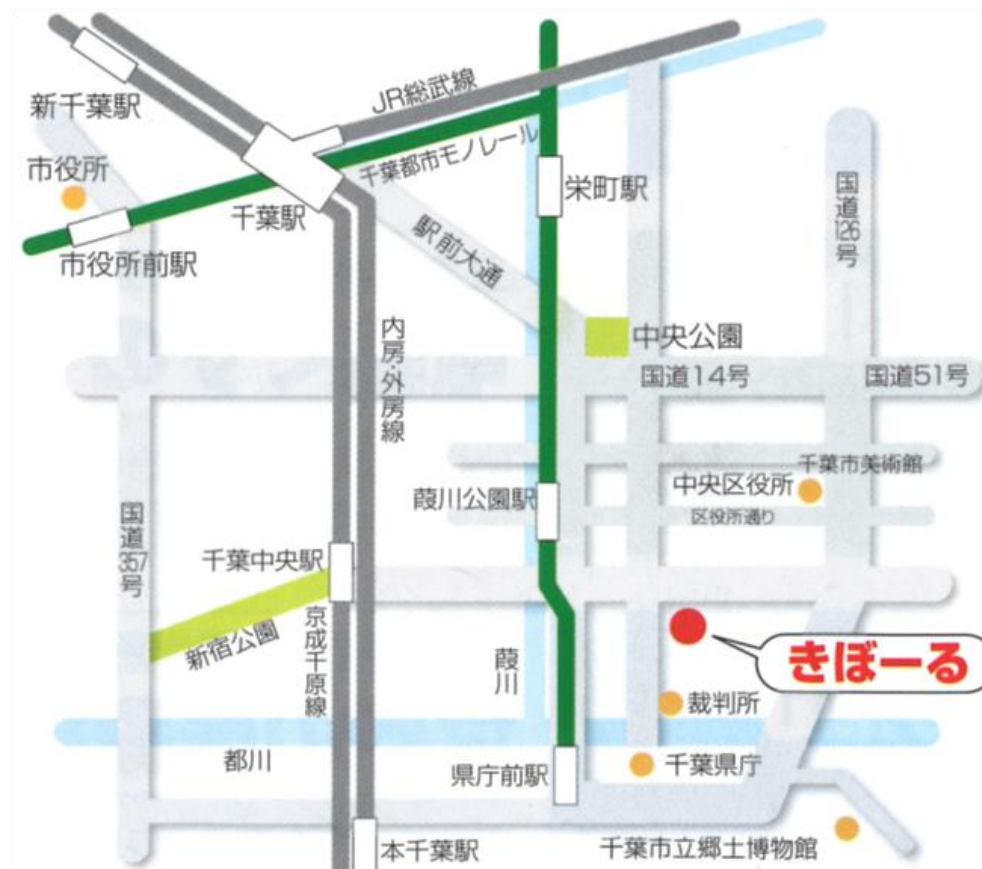 新千葉駅
JR総武線
千葉都市モノレール
市役所
千葉駅
栄町駅
国道126号
市役所前駅
駅前大通
内房・外房線
中央公園
国道14号
国道51号
千葉市美術館
中央区役所
葭川公園駅
区役所通り
国道357号
千葉中央駅
新宿公園
京成千原線
葭川
きぼーる
裁判所
都川
県庁前駅
千葉県庁
本千葉駅
千葉市立郷土博物館